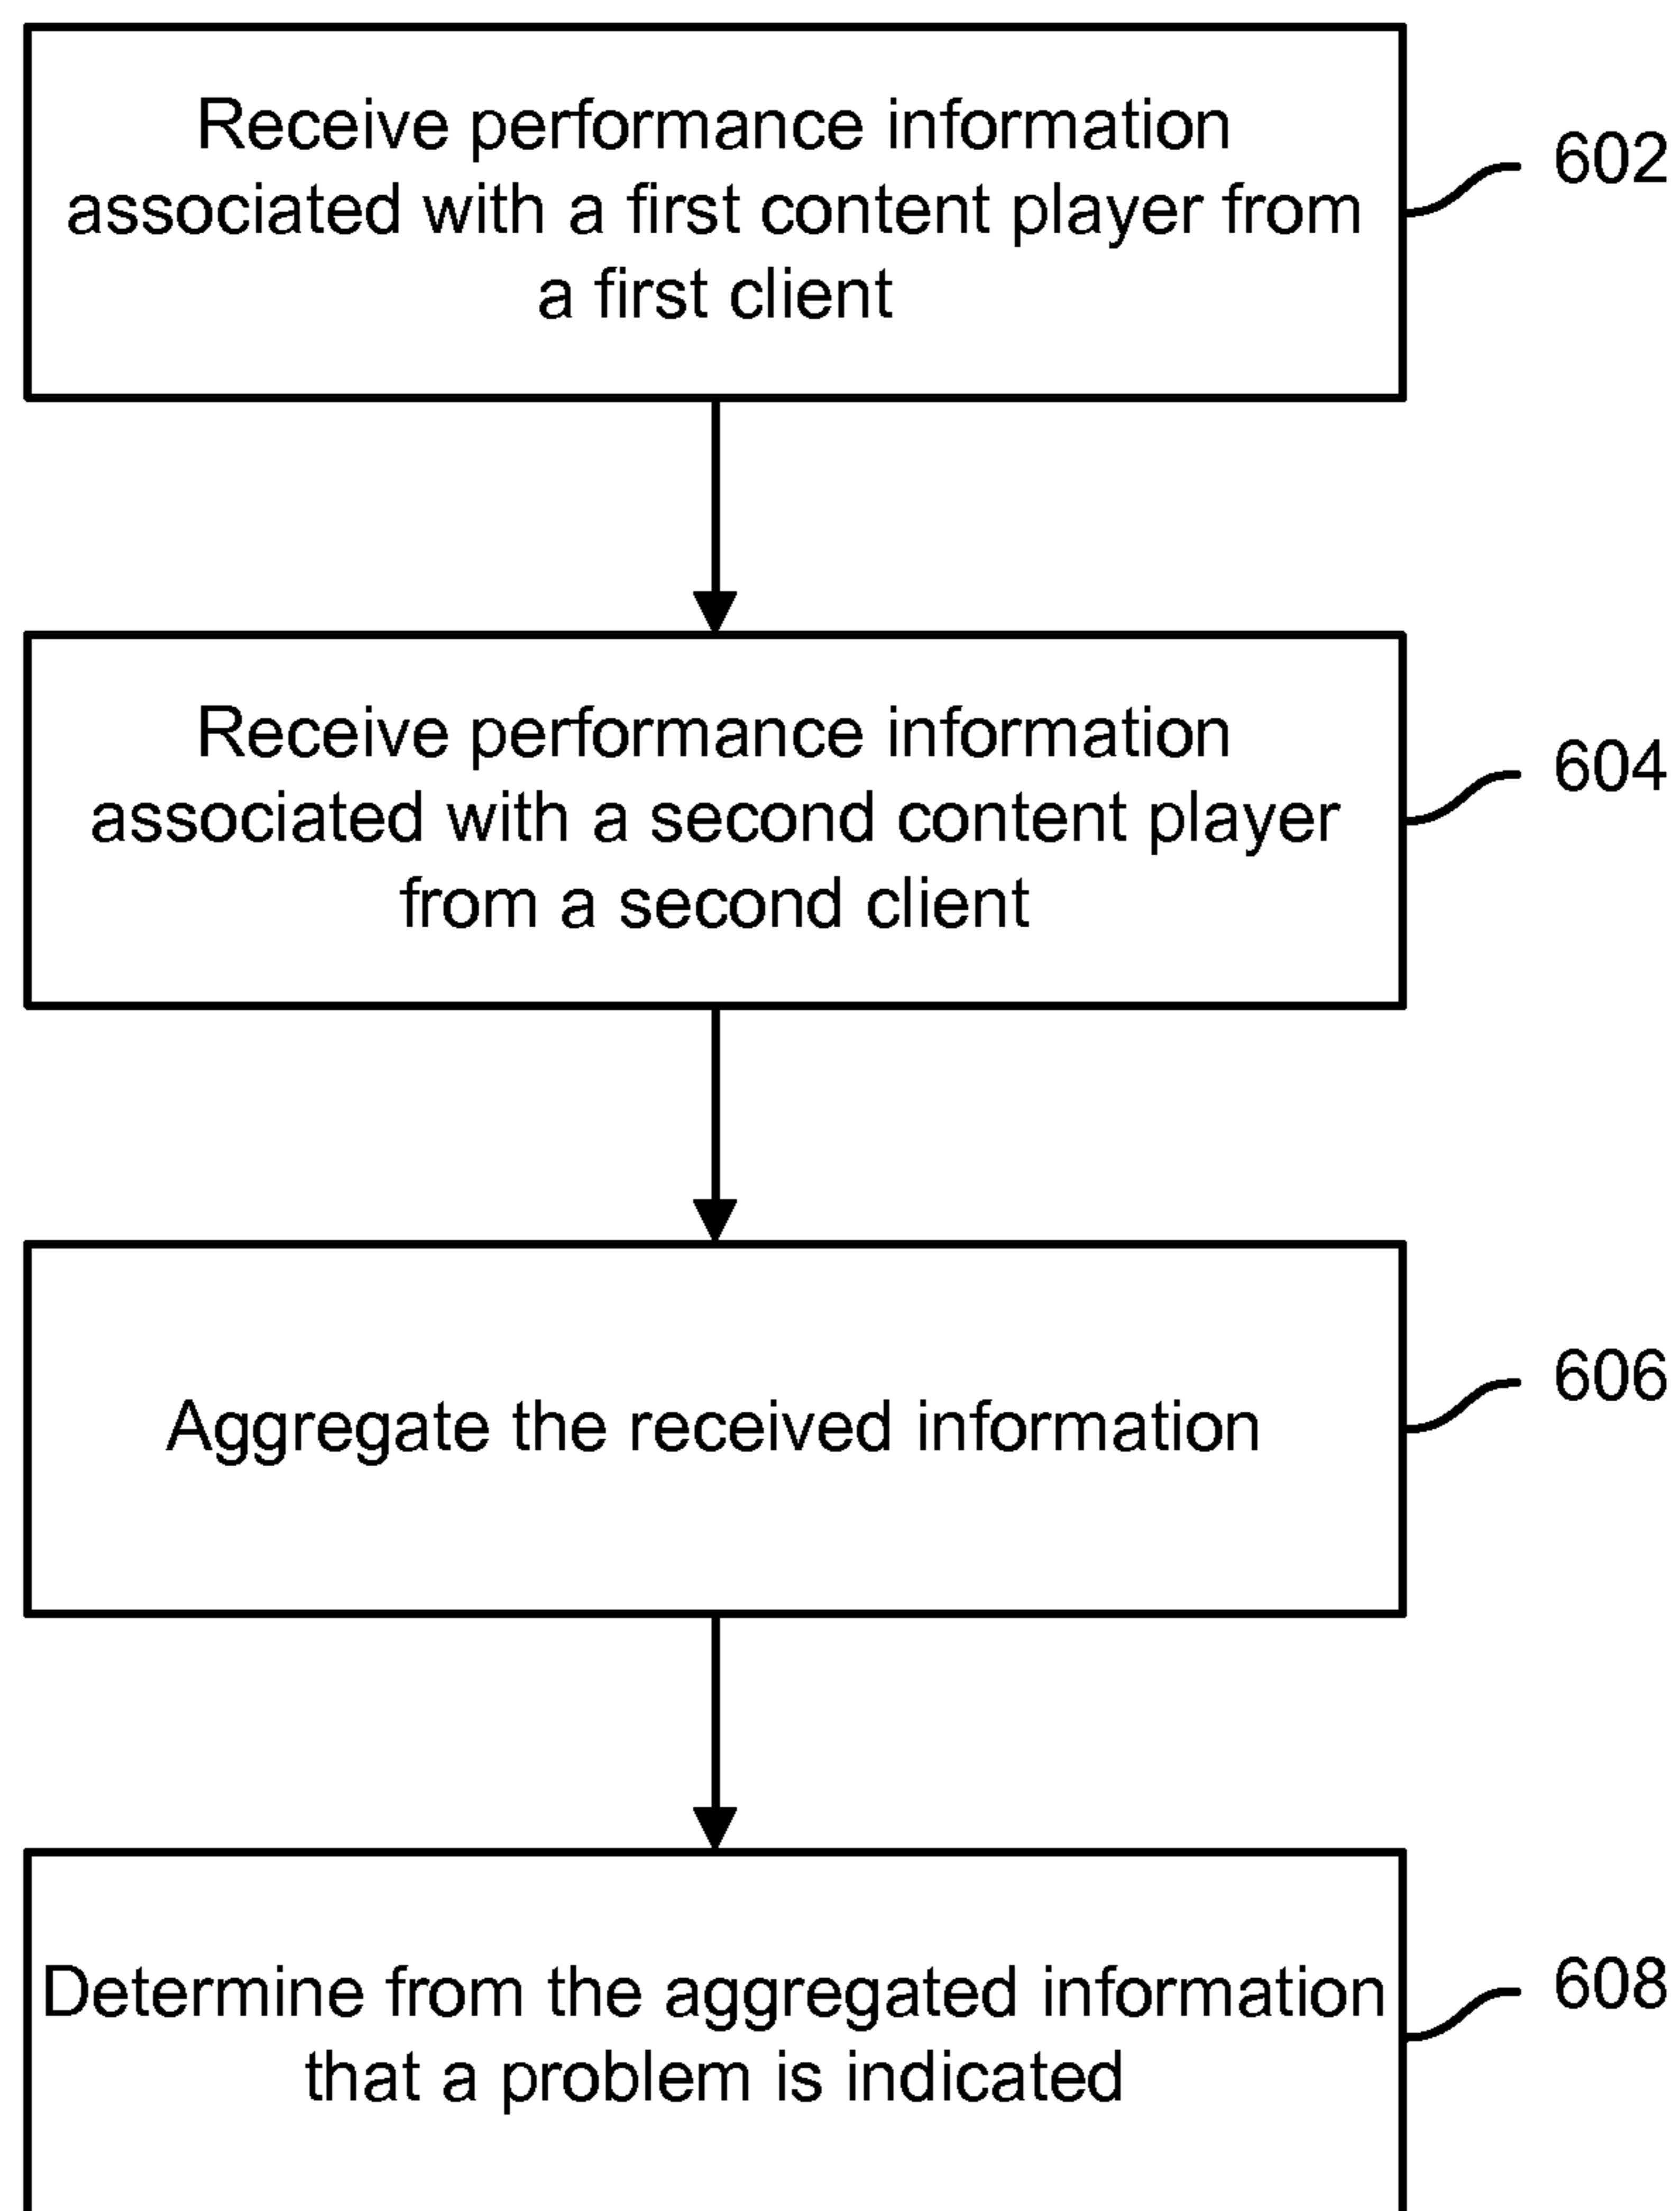 Receive performance information
associated with a first content player from
a first client
602
Receive performance information
associated with a second content player
from a second client
604
Aggregate the received information
606
Determine from the aggregated information
that a problem is indicated
608